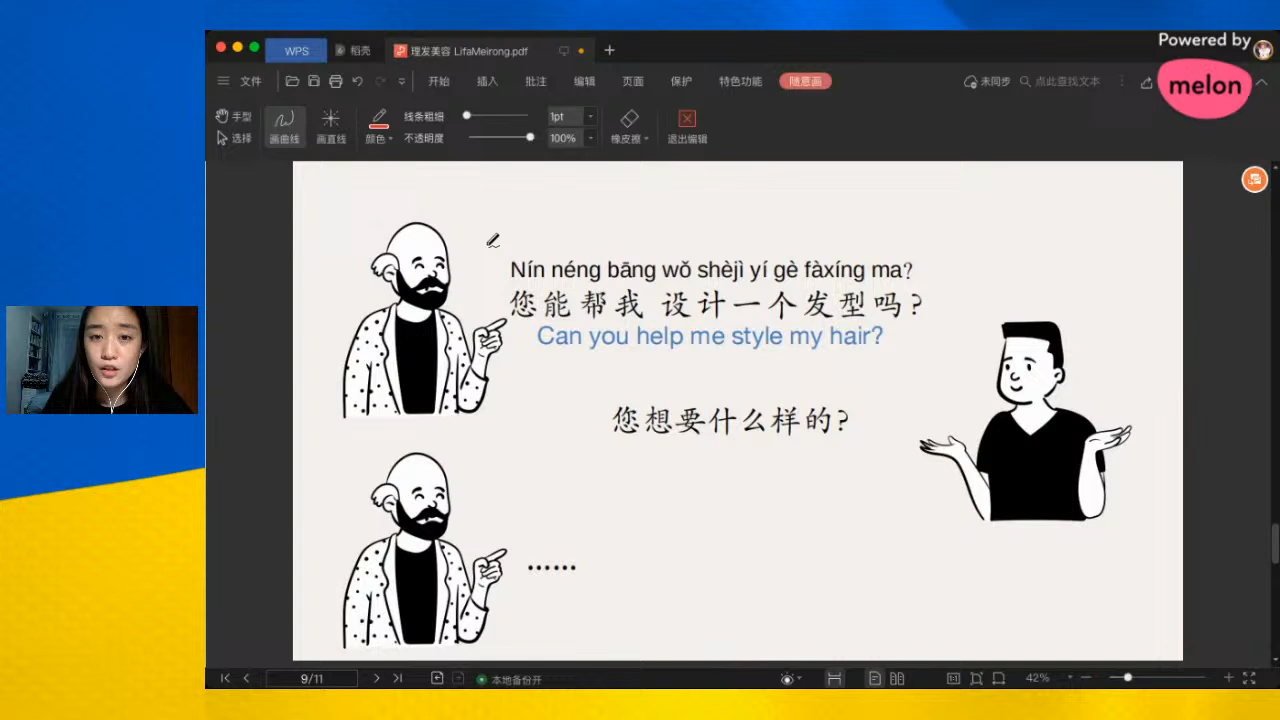 Powered by
melon
WPS
稻壳
理发美容 LifaMeirong.pdf
文件
开始
插入
批注
编辑
页面
保护
特色功能
随意画
未同步
点此查找文本
手型
选择
画曲线
画直线
颜色
线条粗细
1pt
不透明度
100%
橡皮擦
退出编辑
Nín néng bāng wǒ shèjì yí gè fàxíng ma?
您能帮我 设计一个发型吗?
Can you help me style my hair?
您想要什么样的?
······
9/11
本地备份开
42%